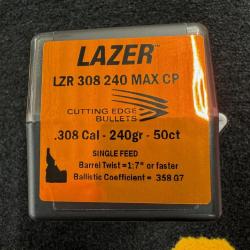 LAZER™
LZR 308 240 MAX CP
CUTTING EDGE
BULLETS
.308 Cal - 240gr - 50ct
SINGLE FEED
Barrel Twist =1:7" or faster
Ballistic Coefficient = .358 G7